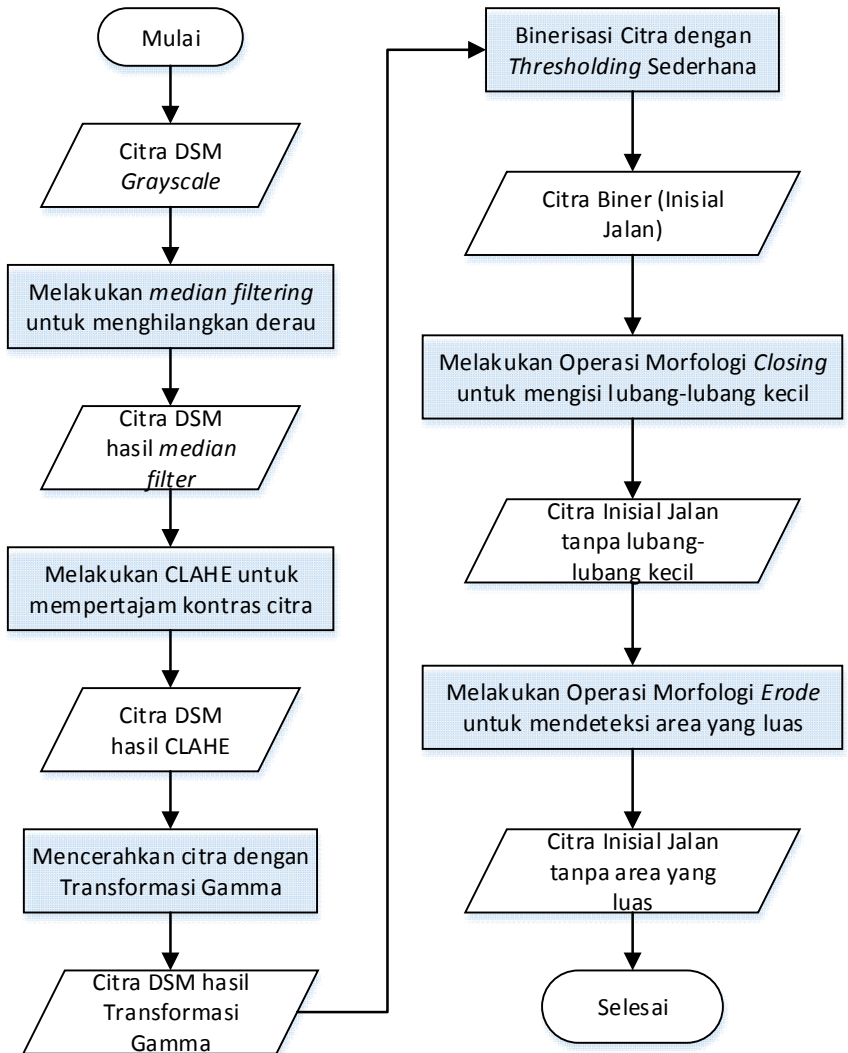 Mulai
Citra DSM
Grayscale
Melakukan median filtering
untuk menghilangkan derau
Citra DSM
hasil median
filter
Melakukan CLAHE untuk
mempertajam kontras citra
Citra DSM
hasil CLAHE
Mencerahkan citra dengan
Transformasi Gamma
Citra DSM hasil
Transformasi
Gamma
Binerisasi Citra dengan
Thresholding Sederhana
Citra Biner (Inisial
Jalan)
Melakukan Operasi Morfologi Closing
untuk mengisi lubang-lubang kecil
Citra Inisial Jalan
tanpa lubang-
lubang kecil
Melakukan Operasi Morfologi Erode
untuk mendeteksi area yang luas
Citra Inisial Jalan
tanpa area yang
luas
Selesai